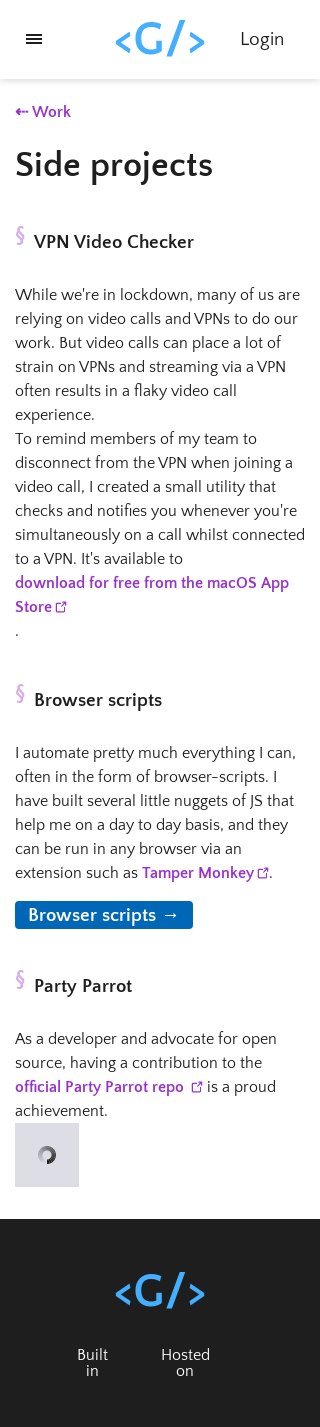 <G/>
Login
⇠ Work
Side projects
§ VPN Video Checker
While we're in lockdown, many of us are
relying on video calls and VPNs to do our
work. But video calls can place a lot of
strain on VPNs and streaming via a VPN
often results in a flaky video call
experience.
To remind members of my team to
disconnect from the VPN when joining a
video call, I created a small utility that
checks and notifies you whenever you're
simultaneously on a call whilst connected
to a VPN. It's available to
download for free from the macOS App
Store
.
§ Browser scripts
I automate pretty much everything I can,
often in the form of browser-scripts. I
have built several little nuggets of JS that
help me on a day to day basis, and they
can be run in any browser via an
extension such as Tamper Monkey.
Browser scripts →
§ Party Parrot
As a developer and advocate for open
source, having a contribution to the
official Party Parrot repo is a proud
achievement.
<G/>
Built
in
Hosted
on